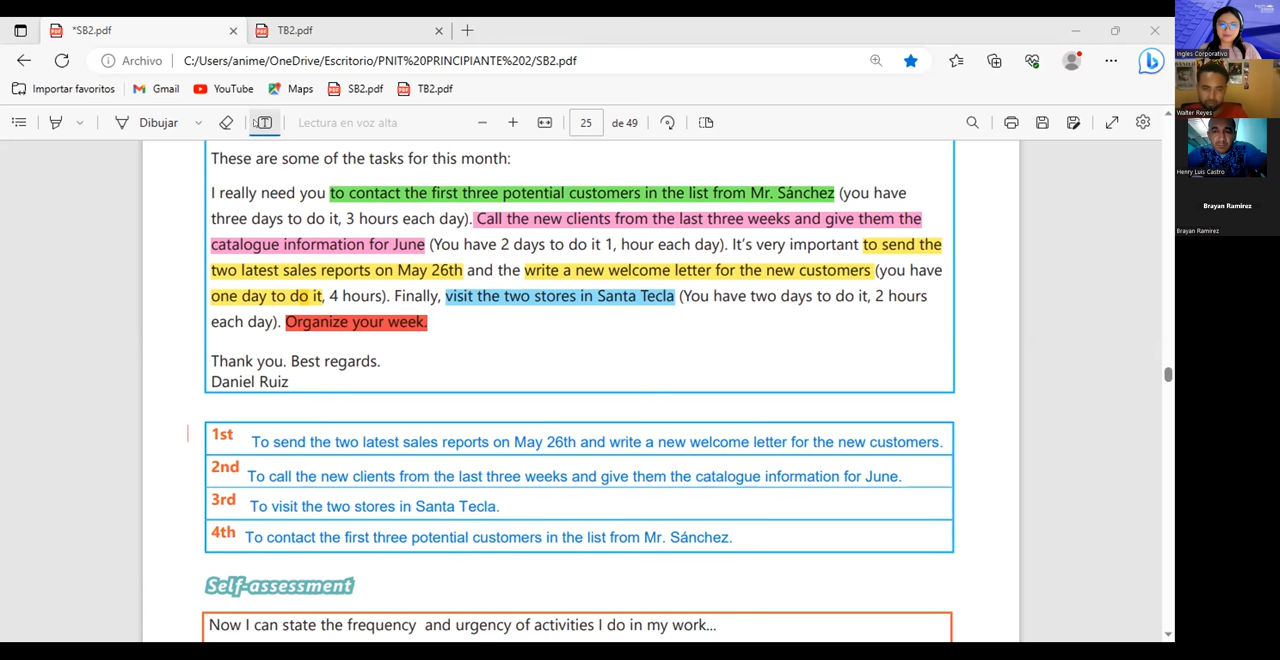 *SB2.pdf
TB2.pdf
Archivo
C:/Users/anime/OneDrive/Escritorio/PNIT%20PRINCIPIANTE%202/SB2.pdf
Importar favoritos
Gmail
YouTube
Maps
SB2.pdf
TB2.pdf
Dibujar
Lectura en voz alta
25
de 49
These are some of the tasks for this month:
I really need you to contact the first three potential customers in the list from Mr. Sánchez (you have
three days to do it, 3 hours each day). Call the new clients from the last three weeks and give them the
catalogue information for June (You have 2 days to do it 1, hour each day). It's very important to send the
two latest sales reports on May 26th and the write a new welcome letter for the new customers (you have
one day to do it, 4 hours). Finally, visit the two stores in Santa Tecla (You have two days to do it, 2 hours
each day). Organize your week.
Thank you. Best regards.
Daniel Ruiz
1st To send the two latest sales reports on May 26th and write a new welcome letter for the new customers.
2nd To call the new clients from the last three weeks and give them the catalogue information for June.
3rd To visit the two stores in Santa Tecla.
4th To contact the first three potential customers in the list from Mr. Sánchez.
Self-assessment
Now I can state the frequency and urgency of activities I do in my work...
Ingles Corporativo
Walter Reyes
Henry Luis Castro
Brayan Ramirez
Brayan Ramirez